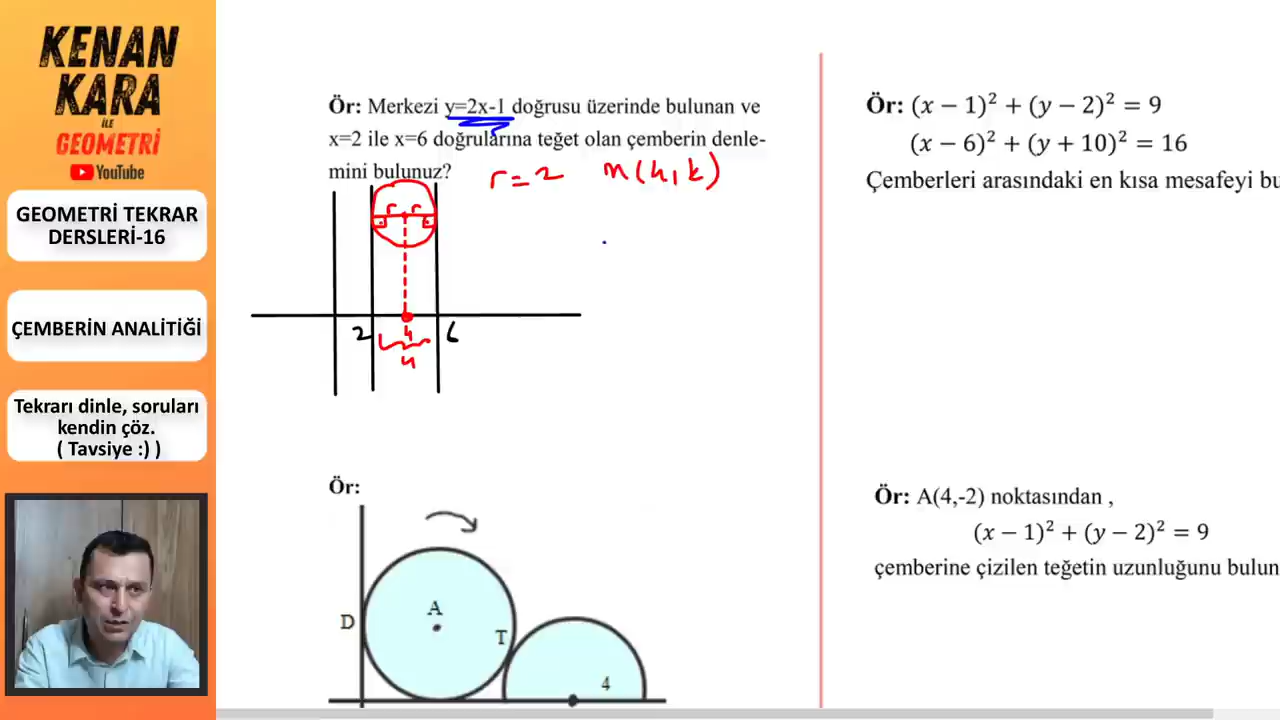 KENAN
KARA
İLE
GEOMETRİ
YouTube
GEOMETRİ TEKRAR
DERSLERİ-16
ÇEMBERİN ANALİTİĞİ
Tekrarı dinle, soruları
kendin çöz.
( Tavsiye :) )
Ör: Merkezi y=2x-1 doğrusu üzerinde bulunan ve
x=2 ile x=6 doğrularına teğet olan çemberin denle-
mini bulunuz?
r=2 M(4,k)
r r
2 4 6
4
Ör:
D
A
T
4
Ör: (x − 1)² + (y − 2)² = 9
(x − 6)² + (y + 10)² = 16
Çemberleri arasındaki en kısa mesafeyi bu
Ör: A(4,-2) noktasından ,
(x − 1)² + (y − 2)² = 9
çemberine çizilen teğetin uzunluğunu bulun